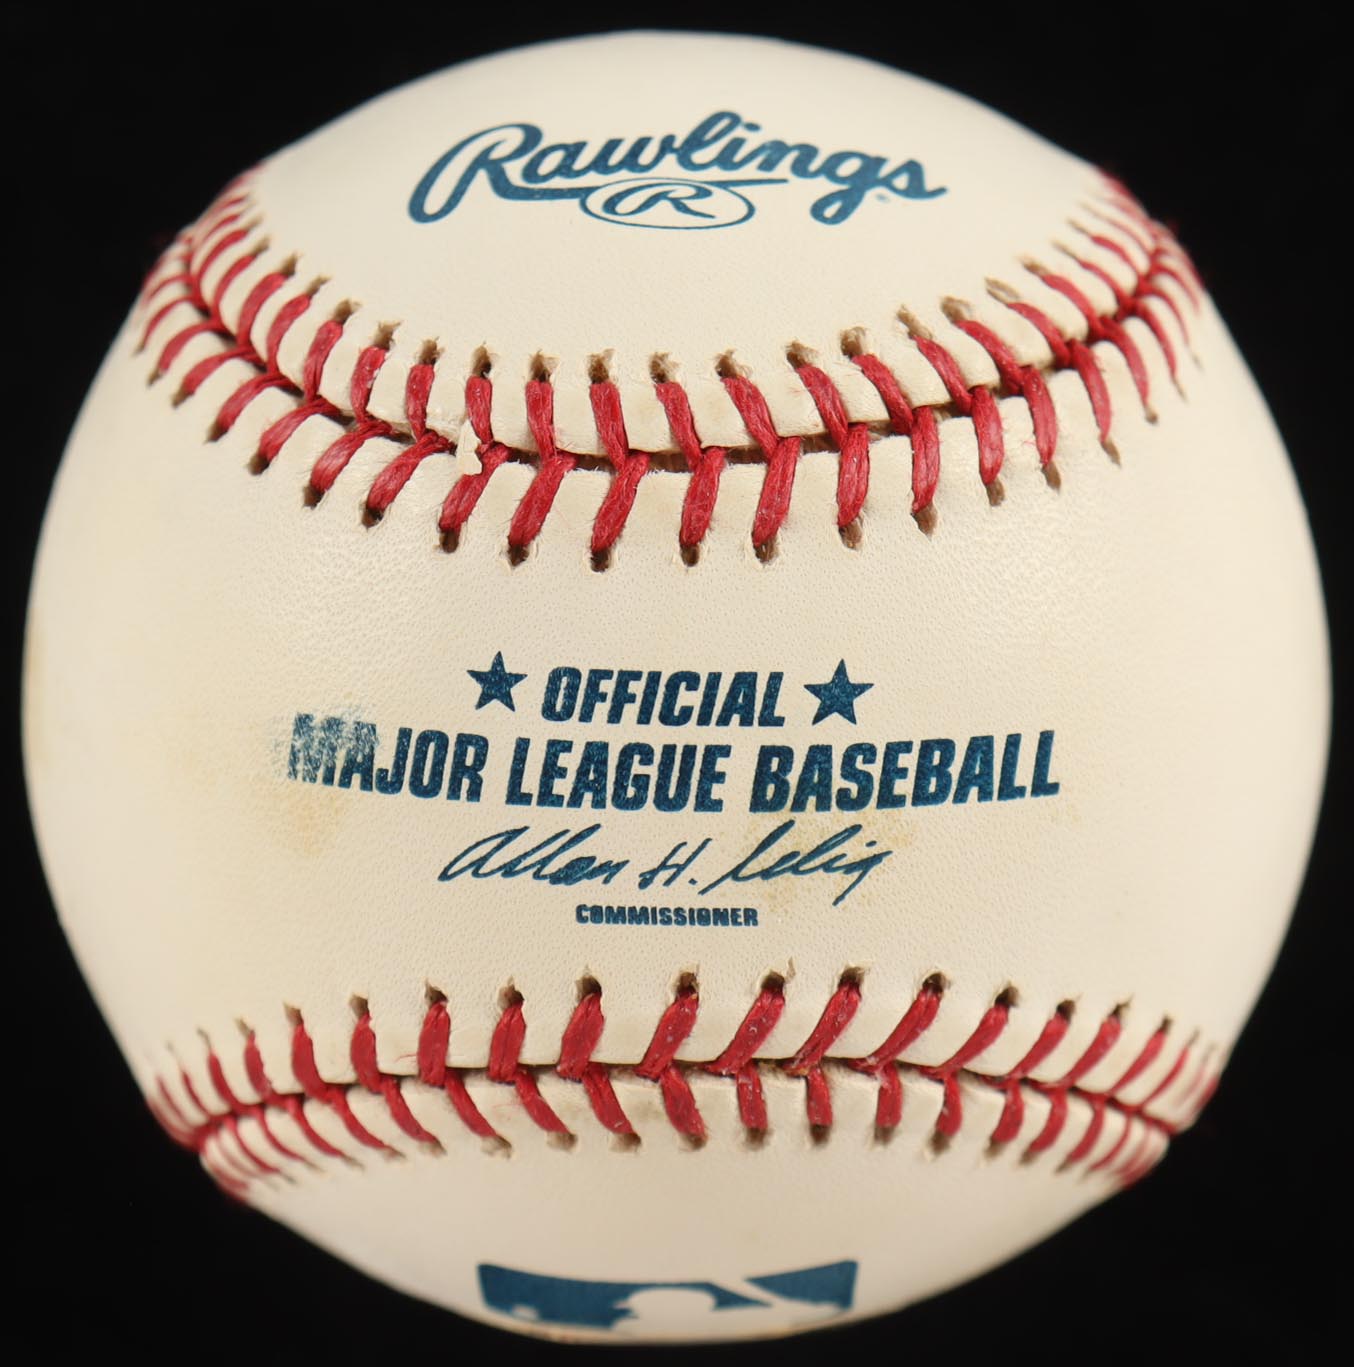 Rawlings
R
★ OFFICIAL ★
MAJOR LEAGUE BASEBALL
Allan H. Selig
COMMISSIONER